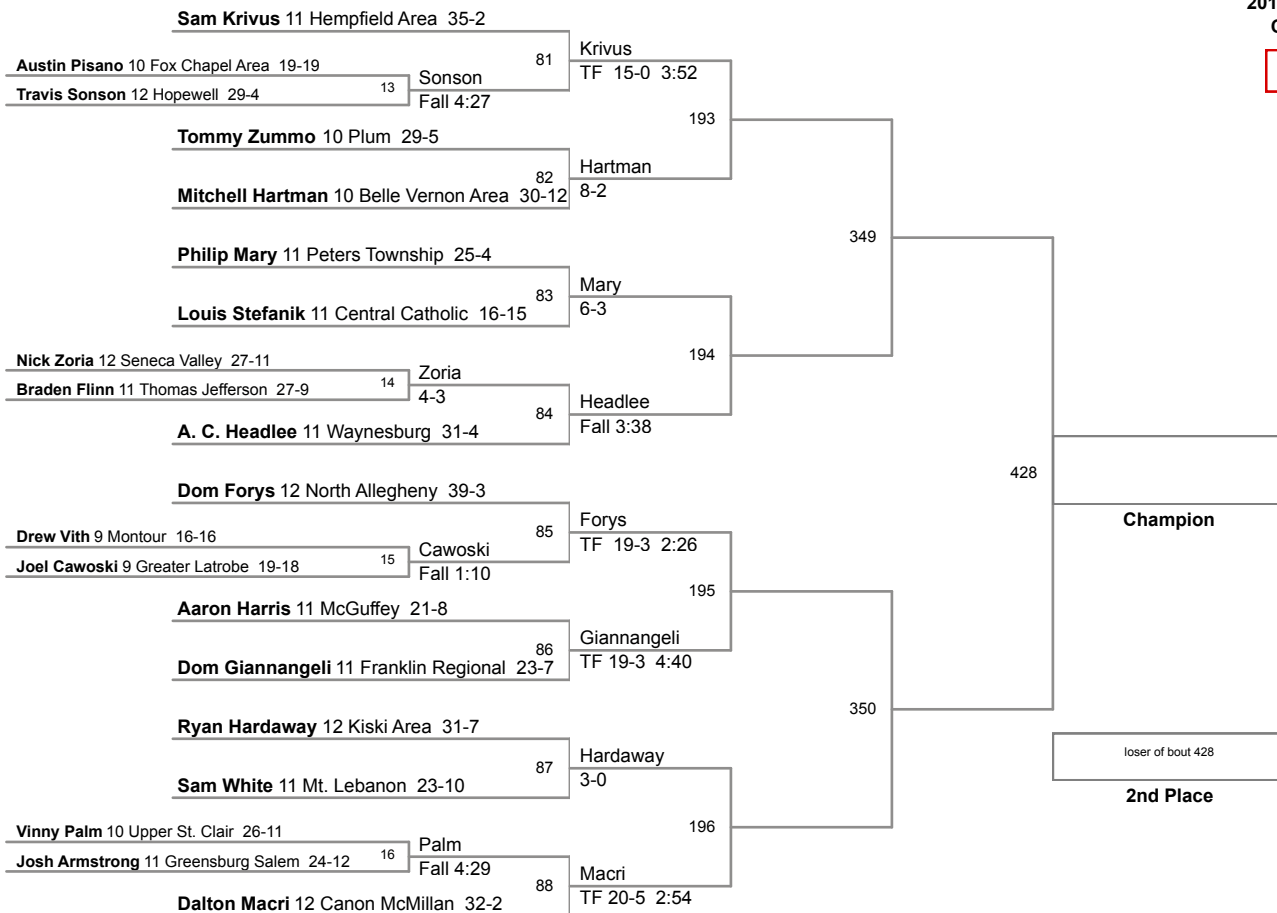 201
Sam Krivus 11 Hempfield Area 35-2
C
Krivus
81
Austin Pisano 10 Fox Chapel Area 19-19
TF 15-0 3:52
Sonson
13
Travis Sonson 12 Hopewell 29-4
Fall 4:27
193
Tommy Zummo 10 Plum 29-5
Hartman
82
8-2
Mitchell Hartman 10 Belle Vernon Area 30-12
349
Philip Mary 11 Peters Township 25-4
Mary
83
6-3
Louis Stefanik 11 Central Catholic 16-15
194
Nick Zoria 12 Seneca Valley 27-11
Zoria
14
Braden Flinn 11 Thomas Jefferson 27-9
4-3
Headlee
84
Fall 3:38
A. C. Headlee 11 Waynesburg 31-4
428
Dom Forys 12 North Allegheny 39-3
Forys
Champion
85
Drew Vith 9 Montour 16-16
TF 19-3 2:26
Cawoski
15
Joel Cawoski 9 Greater Latrobe 19-18
Fall 1:10
195
Aaron Harris 11 McGuffey 21-8
Giannangeli
86
TF 19-3 4:40
Dom Giannangeli 11 Franklin Regional 23-7
350
Ryan Hardaway 12 Kiski Area 31-7
Hardaway
loser of bout 428
87
3-0
Sam White 11 Mt. Lebanon 23-10
2nd Place
196
Vinny Palm 10 Upper St. Clair 26-11
Palm
16
Josh Armstrong 11 Greensburg Salem 24-12
Fall 4:29
Macri
88
TF 20-5 2:54
Dalton Macri 12 Canon McMillan 32-2